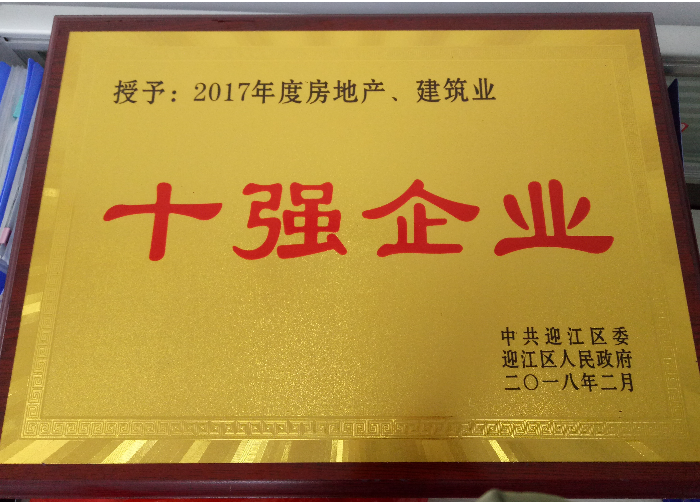 授予：2017年度房地产、建筑业
十强企业
中共迎江区委
迎江区人民政府
二〇一八年二月